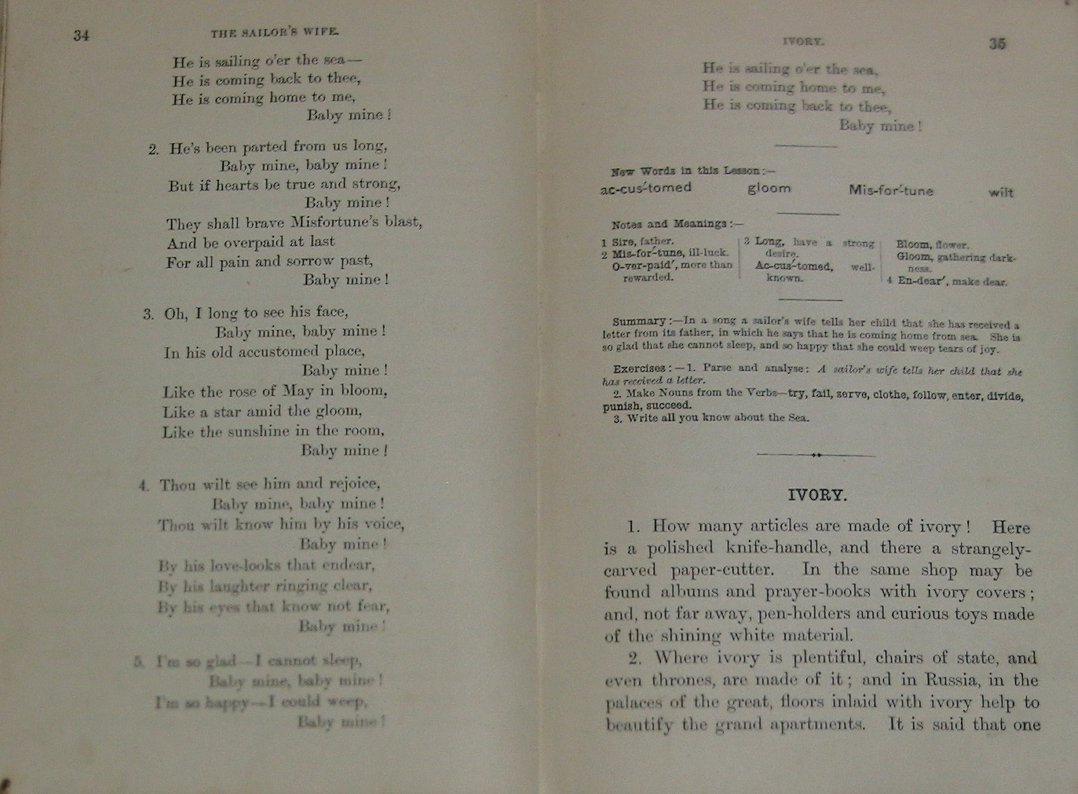 34
THE SAILOR'S WIFE.
He is sailing o'er the sea—
He is coming back to thee,
He is coming home to me,
Baby mine!
2. He's been parted from us long,
Baby mine, baby mine!
But if hearts be true and strong,
Baby mine!
They shall brave Misfortune's blast,
And be overpaid at last
For all pain and sorrow past,
Baby mine!
3. Oh, I long to see his face,
Baby mine, baby mine!
In his old accustomed place,
Baby mine!
Like the rose of May in bloom,
Like a star amid the gloom,
Like the sunshine in the room,
Baby mine!
4. Thou wilt see him and rejoice,
Baby mine, baby mine!
Thou wilt know him by his voice,
Baby mine!
By his love-looks that endear,
By his laughter ringing clear,
By his eyes that know not fear,
Baby mine!
5. I'm so glad—I cannot sleep,
Baby mine, baby mine!
I'm so happy—I could weep,
Baby mine!
IVORY.
35
He is sailing o'er the sea,
He is coming home to me,
He is coming back to thee,
Baby mine!
New Words in this Lesson:—
ac-cus-́tomed gloom Mis-for-́tune wilt
Notes and Meanings:—
1 Sire, father.
2 Mis-for-́tune, ill-luck.
O-ver-paid′, more than
rewarded.
3 Long, have a strong
desire.
Ac-cus-́tomed, well-
known.
Bloom, flower.
Gloom, gathering dark-
ness.
4 En-dear′, make dear.
Summary:—In a song a sailor's wife tells her child that she has received a
letter from its father, in which he says that he is coming home from sea. She is
so glad that she cannot sleep, and so happy that she could weep tears of joy.
Exercises:—1. Parse and analyse: A sailor's wife tells her child that she
has received a letter.
2. Make Nouns from the Verbs—try, fail, serve, clothe, follow, enter, divide,
punish, succeed.
3. Write all you know about the Sea.
IVORY.
1. How many articles are made of ivory! Here
is a polished knife-handle, and there a strangely-
carved paper-cutter. In the same shop may be
found albums and prayer-books with ivory covers;
and, not far away, pen-holders and curious toys made
of the shining white material.
2. Where ivory is plentiful, chairs of state, and
even thrones, are made of it; and in Russia, in the
palaces of the great, floors inlaid with ivory help to
beautify the grand apartments. It is said that one